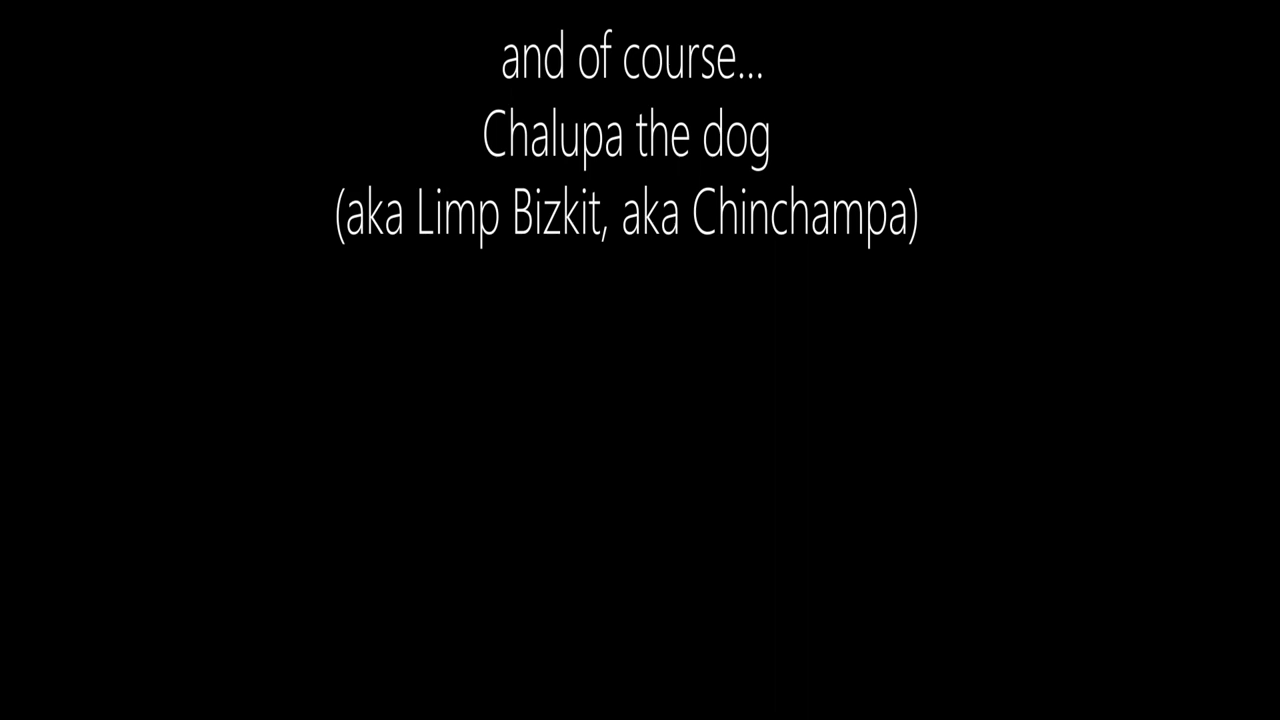 and of course...
Chalupa the dog
(aka Limp Bizkit, aka Chinchampa)